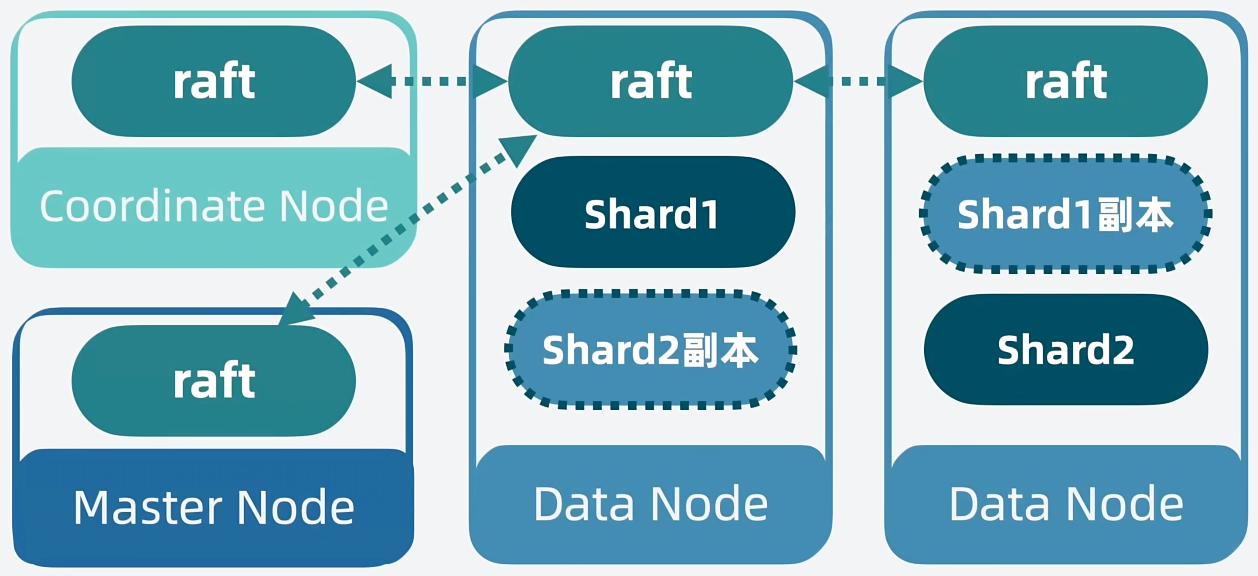 raft
Coordinate Node
raft
Master Node
raft
Shard1
Shard2副本
Data Node
raft
Shard1副本
Shard2
Data Node